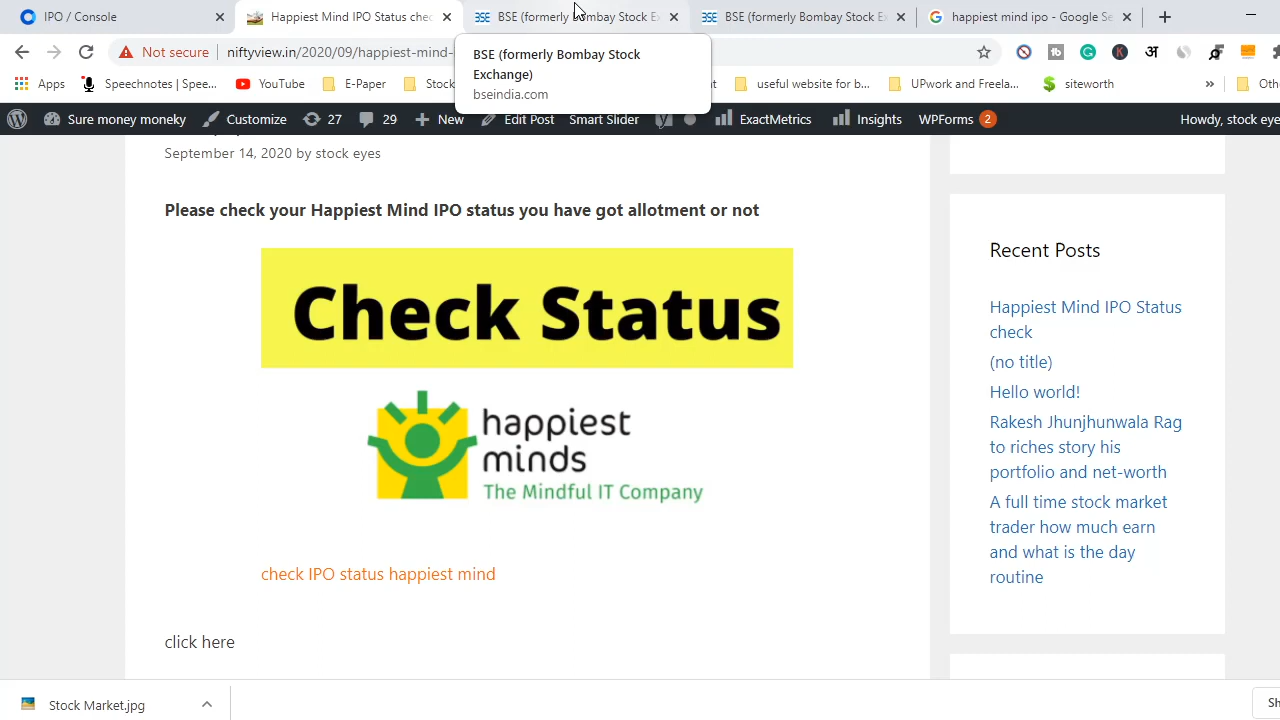 IPO / Console
Happiest Mind IPO Status chec
BSE (formerly Bombay Stock E
BSE (formerly Bombay Stock Ex
happiest mind ipo - Google Se
Not secure
niftyview.in/2020/09/happiest-mind-
BSE (formerly Bombay Stock
Exchange)
bseindia.com
Apps
Speechnotes | Spee...
YouTube
E-Paper
Stock
useful website for b...
UPwork and Freela...
siteworth
»
Oth
Sure money moneky
Customize
27
29
New
Edit Post
Smart Slider
ExactMetrics
Insights
WPForms 2
Howdy, stock eye
September 14, 2020 by stock eyes
Please check your Happiest Mind IPO status you have got allotment or not
Check Status
happiest
minds
The Mindful IT Company
check IPO status happiest mind
click here
Recent Posts
Happiest Mind IPO Status
check
(no title)
Hello world!
Rakesh Jhunjhunwala Rag
to riches story his
portfolio and net-worth
A full time stock market
trader how much earn
and what is the day
routine
Stock Market.jpg
Sh